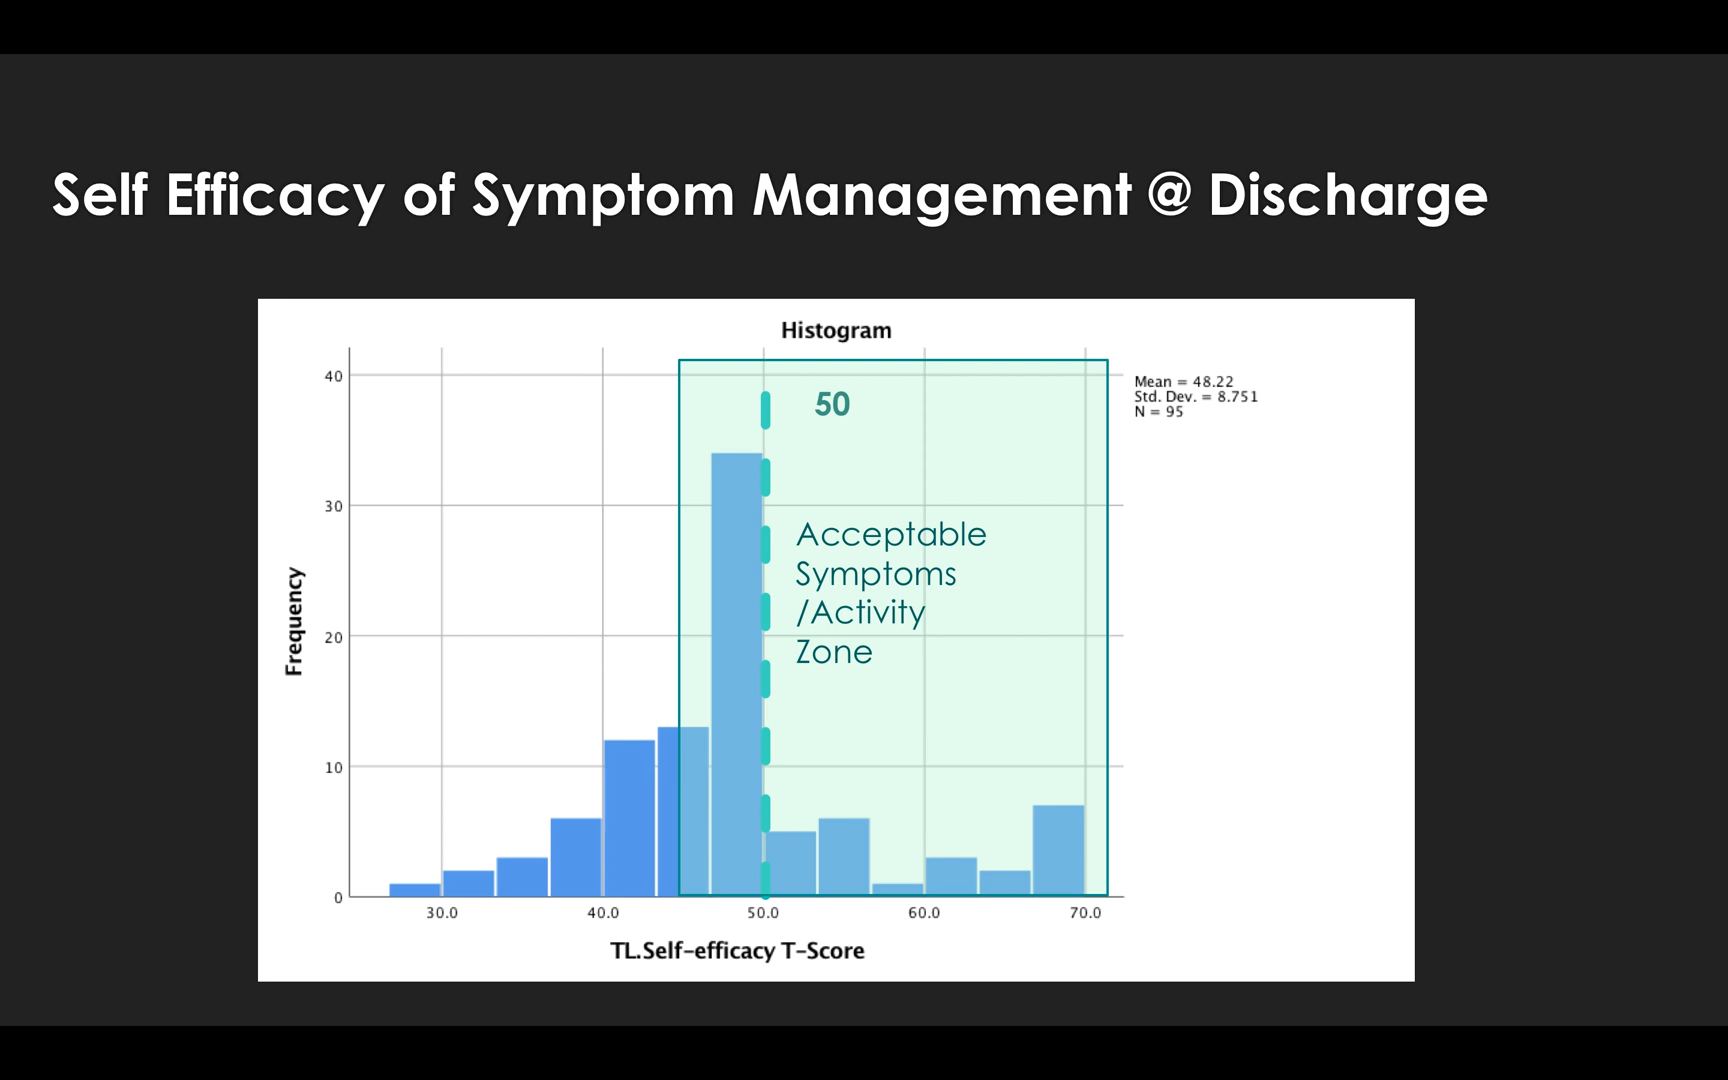 Self Efficacy of Symptom Management @ Discharge
Histogram
40
30
20
10
0
Frequency
50
Acceptable
Symptoms
/Activity
Zone
Mean = 48.22
Std. Dev. = 8.751
N = 95
30.0 40.0 50.0 60.0 70.0
TL.Self-efficacy T-Score